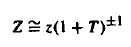 Z ≅ z(1 + T)^{±1}